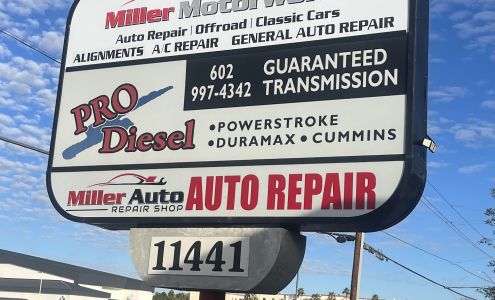 Miller Motorwerks
Auto Repair | Offroad | Classic Cars
ALIGNMENTS A/C REPAIR GENERAL AUTO REPAIR
PRO
Diesel
602
997-4342
GUARANTEED
TRANSMISSION
•POWERSTROKE
•DURAMAX •CUMMINS
Miller Auto
REPAIR SHOP
AUTO REPAIR
11441